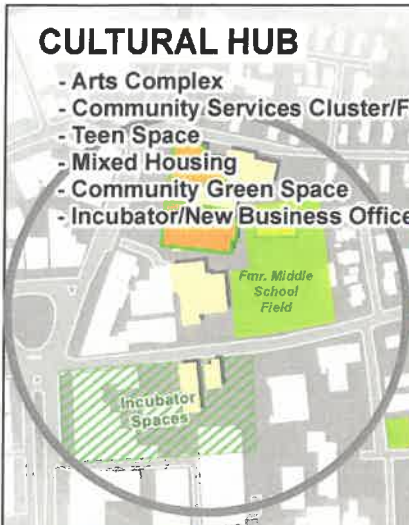 CULTURAL HUB
- Arts Complex
- Community Services Cluster/F
- Teen Space
- Mixed Housing
- Community Green Space
- Incubator/New Business Office
Fmr. Middle
School
Field
Incubator
Spaces